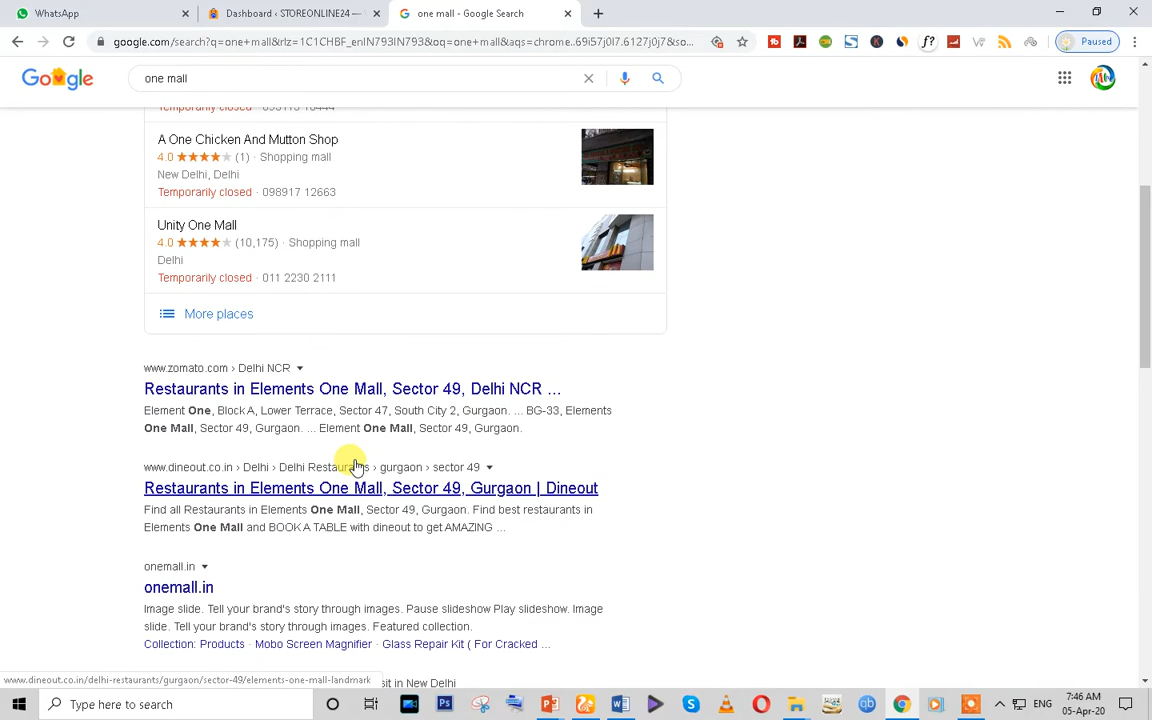 WhatsApp
Dashboard ‹ STOREONLINE24 —
one mall - Google Search
google.com/search?q=one+mall&rlz=1C1CHBF_enIN793IN793&oq=one+mall&aqs=chrome..69i57j0l7.6127j0j7&so...
Paused
Google
one mall
Temporarily closed ·
A One Chicken And Mutton Shop
4.0 ★★★★★ (1) · Shopping mall
New Delhi, Delhi
Temporarily closed · 098917 12663
Unity One Mall
4.0 ★★★★★ (10,175) · Shopping mall
Delhi
Temporarily closed · 011 2230 2111
More places
www.zomato.com › Delhi NCR ▼
Restaurants in Elements One Mall, Sector 49, Delhi NCR ...
Element One, Block A, Lower Terrace, Sector 47, South City 2, Gurgaon. ... BG-33, Elements
One Mall, Sector 49, Gurgaon. ... Element One Mall, Sector 49, Gurgaon.
www.dineout.co.in › Delhi › Delhi Restaurants › gurgaon › sector 49 ▼
Restaurants in Elements One Mall, Sector 49, Gurgaon | Dineout
Find all Restaurants in Elements One Mall, Sector 49, Gurgaon. Find best restaurants in
Elements One Mall and BOOK A TABLE with dineout to get AMAZING ...
onemall.in ▼
onemall.in
Image slide. Tell your brand's story through images. Pause slideshow Play slideshow. Image
slide. Tell your brand's story through images. Featured collection.
Collection: Products · Mobo Screen Magnifier · Glass Repair Kit ( For Cracked ...
www.dineout.co.in/delhi-restaurants/gurgaon/sector-49/elements-one-mall-landmark
sit in New Delhi
Type here to search
Ps
qb
ENG
7:46 AM
05-Apr-20